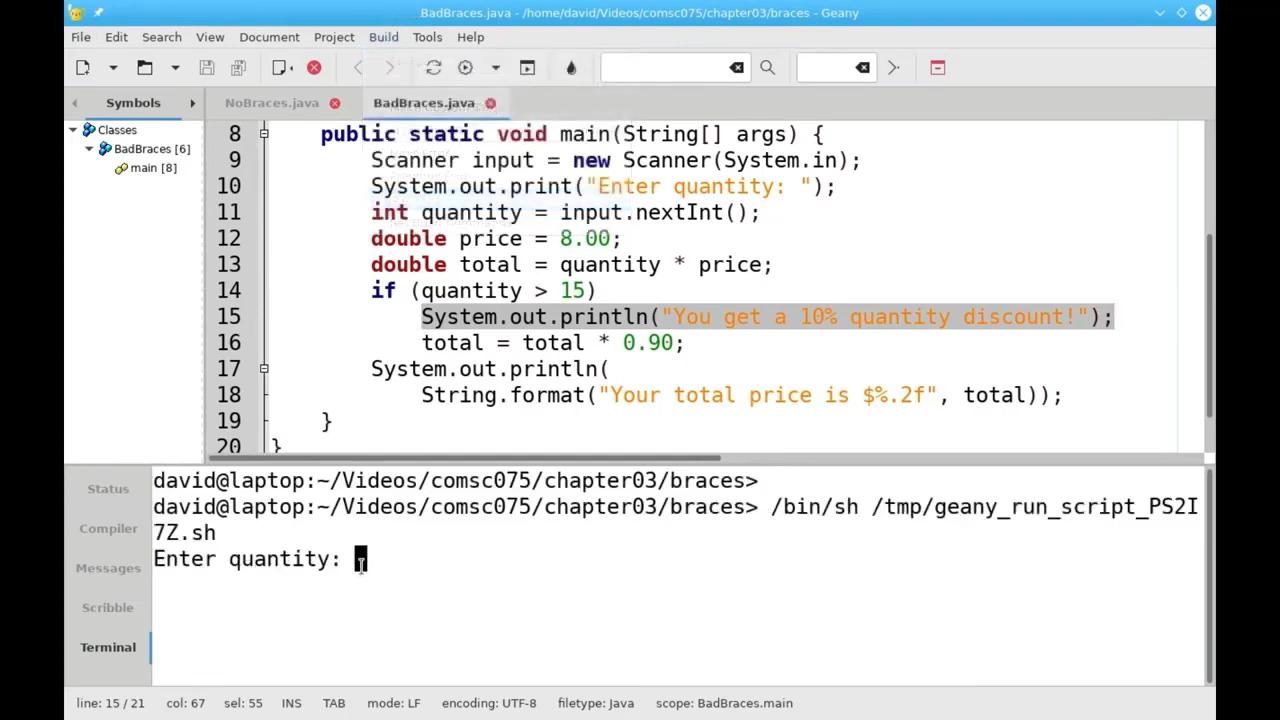 BadBraces.java - /home/david/Videos/comsc075/chapter03/braces - Geany
File Edit Search View Document Project Build Tools Help
Symbols NoBraces.java BadBraces.java
Classes
BadBraces [6]
main [8]
8 public static void main(String[] args) {
9 Scanner input = new Scanner(System.in);
10 System.out.print("Enter quantity: ");
11 int quantity = input.nextInt();
12 double price = 8.00;
13 double total = quantity * price;
14 if (quantity > 15)
15 System.out.println("You get a 10% quantity discount!");
16 total = total * 0.90;
17 System.out.println(
18 String.format("Your total price is $%.2f", total));
19 }
20 }
Status
Compiler
Messages
Scribble
Terminal
david@laptop:~/Videos/comsc075/chapter03/braces>
david@laptop:~/Videos/comsc075/chapter03/braces> /bin/sh /tmp/geany_run_script_PS2I
7Z.sh
Enter quantity:
line: 15 / 21 col: 67 sel: 55 INS TAB mode: LF encoding: UTF-8 filetype: Java scope: BadBraces.main